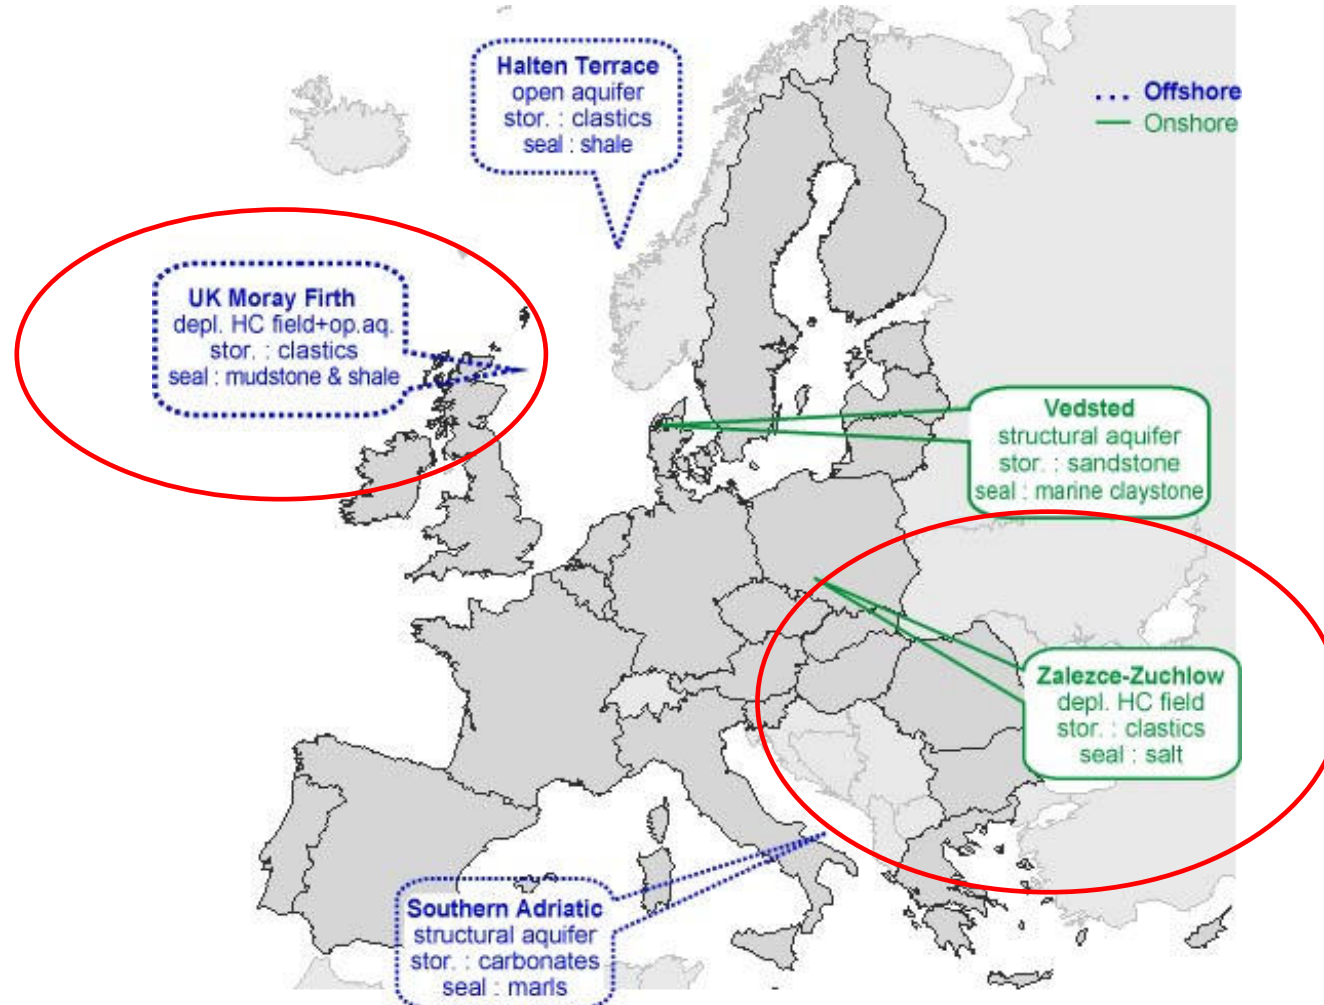 Halten Terrace
open aquifer
stor. : clastics
seal : shale
... Offshore
Onshore
UK Moray Firth
depl. HC field+op.aq.
stor. : clastics
seal : mudstone & shale
Vedsted
structural aquifer
stor. : sandstone
seal : marine claystone
Zalezce-Zuchlow
depl. HC field
stor. : clastics
seal : salt
Southern Adriatic
structural aquifer
stor. : carbonates
seal : marls